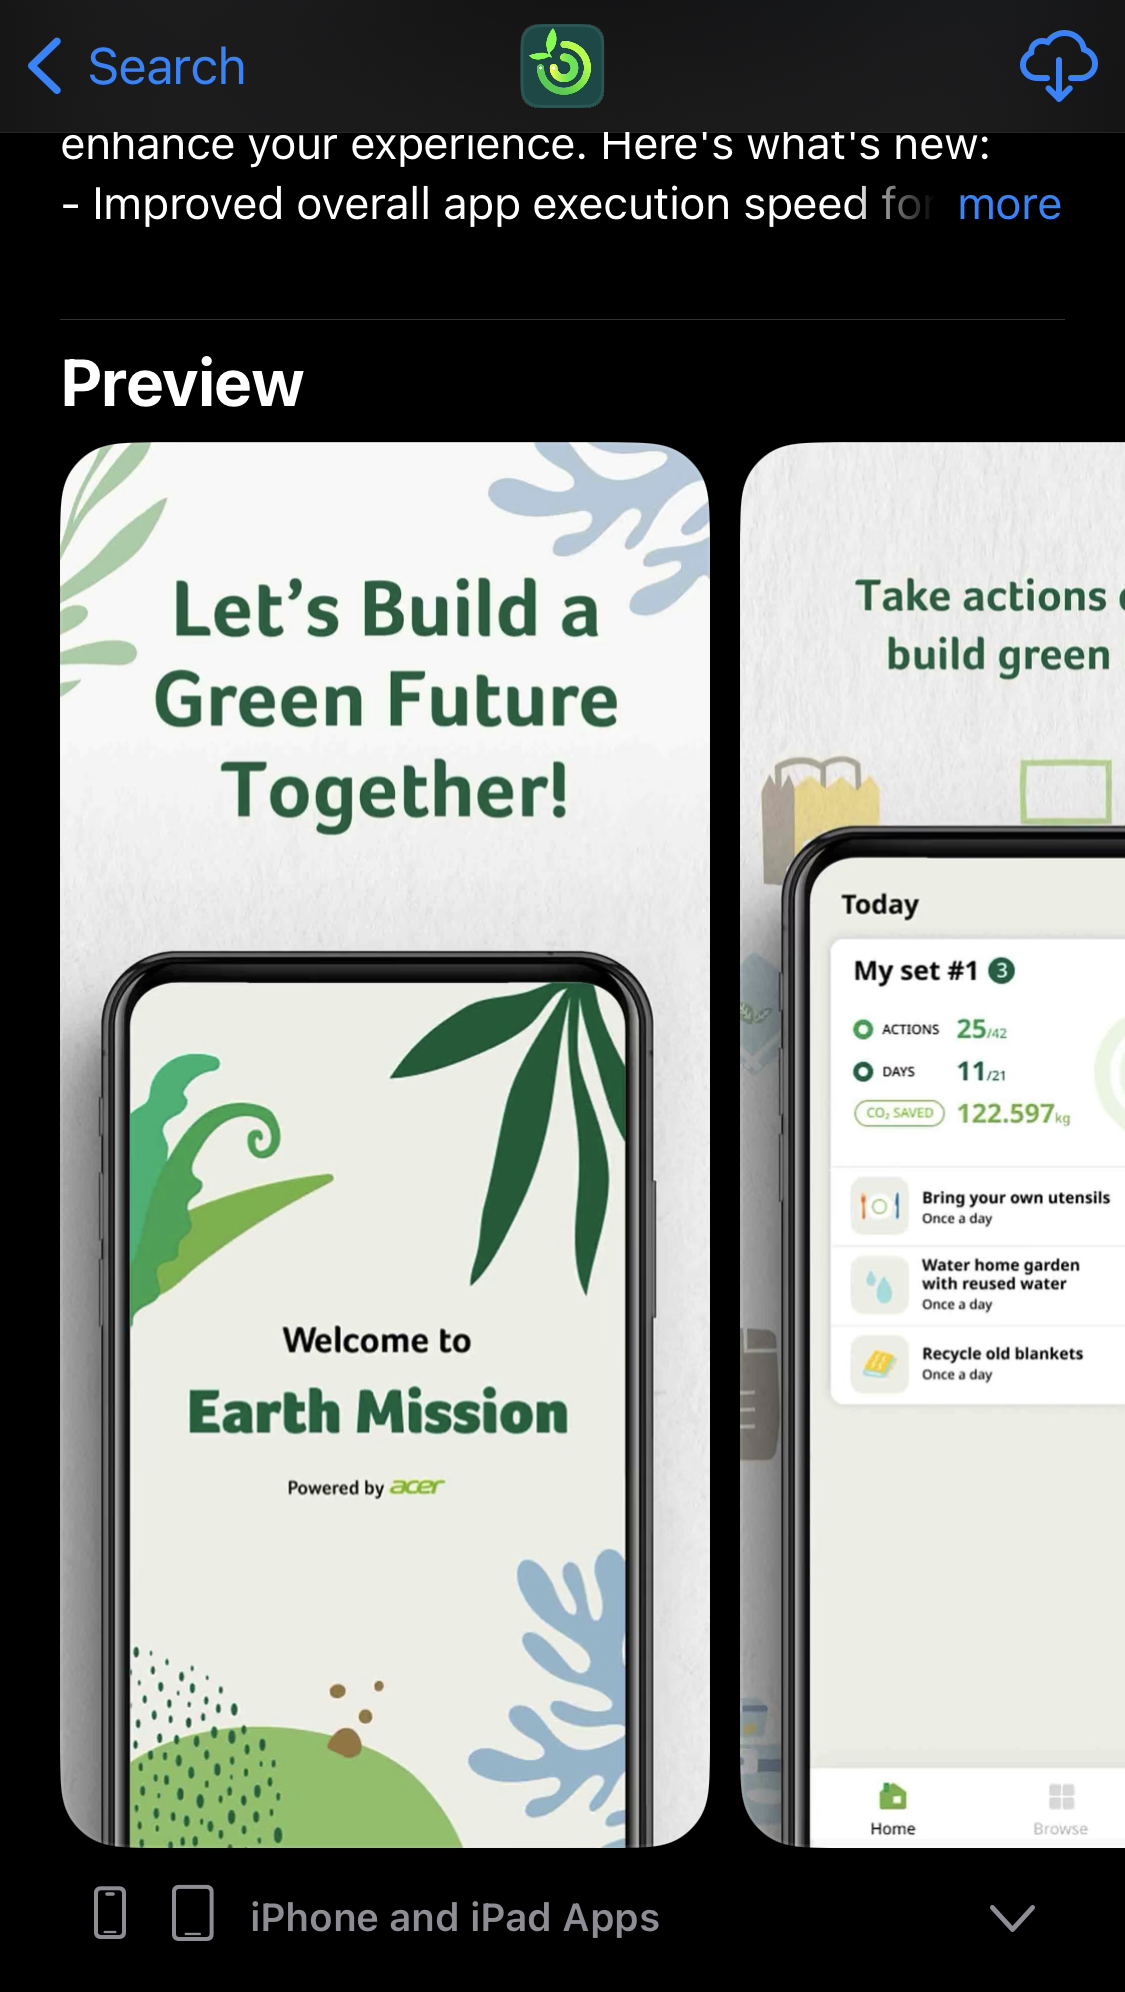 Search
enhance your experience. Here's what's new:
- Improved overall app execution speed for more
Preview
Let's Build a
Green Future
Together!
Welcome to
Earth Mission
Powered by acer
Take actions
build green
Today
My set #1 3
ACTIONS 25/42
DAYS 11/21
CO₂ SAVED 122.597kg
Bring your own utensils
Once a day
Water home garden
with reused water
Once a day
Recycle old blankets
Once a day
Home Browse
iPhone and iPad Apps